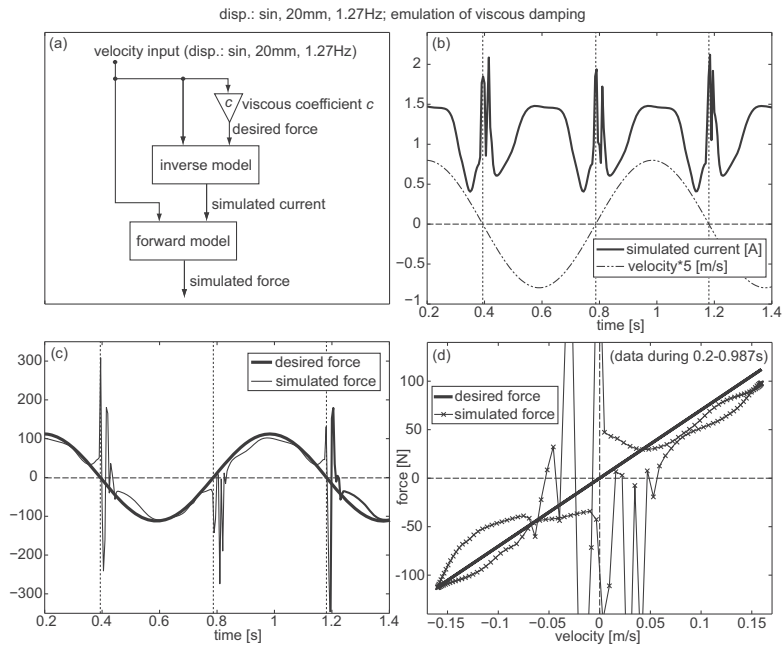 disp.: sin, 20mm, 1.27Hz; emulation of viscous damping
(a)
velocity input (disp.: sin, 20mm, 1.27Hz)
c
viscous coefficient c
desired force
inverse model
simulated current
forward model
simulated force
(b)
2
1.5
1
0.5
0
−0.5
−1
simulated current [A]
velocity*5 [m/s]
0.2 0.4 0.6 0.8 1 1.2 1.4
time [s]
(c)
300
200
100
0
−100
−200
−300
desired force
simulated force
0.2 0.4 0.6 0.8 1 1.2 1.4
time [s]
(d)
(data during 0.2-0.987s)
desired force
simulated force
100
50
0
−50
−100
force [N]
−0.15 −0.1 −0.05 0 0.05 0.1 0.15
velocity [m/s]